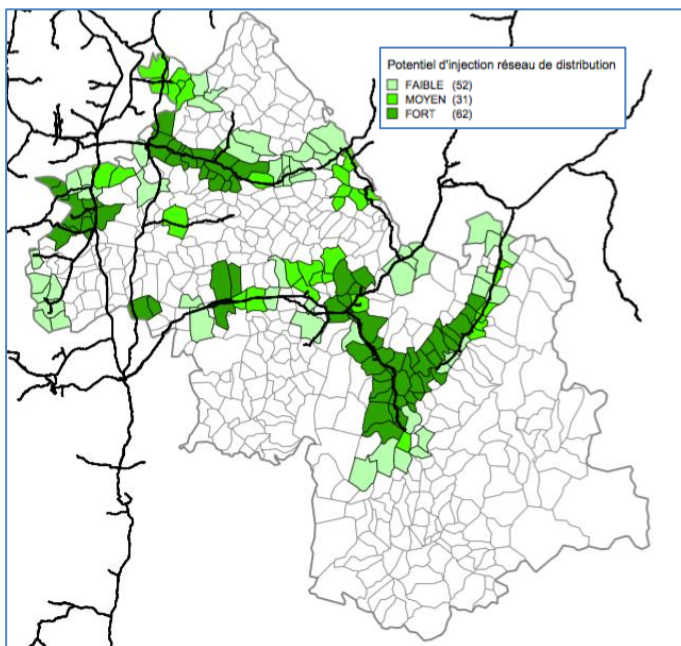 Potentiel d'injection réseau de distribution
FAIBLE (52)
MOYEN (31)
FORT (62)